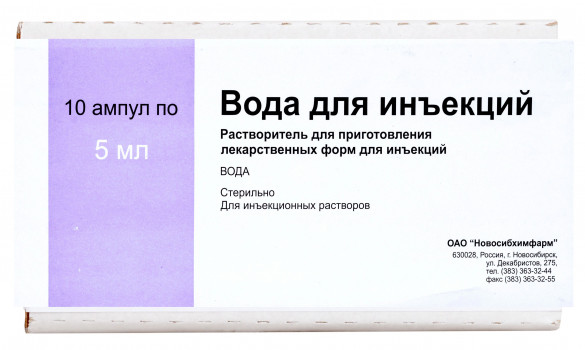 10 ампул по
5 мл
Вода для инъекций
Растворитель для приготовления
лекарственных форм для инъекций
ВОДА
Стерильно
Для инъекционных растворов
ОАО "Новосибхимфарм"
630028, Россия, г. Новосибирск,
ул. Декабристов, 275,
тел. (383) 363-32-44
факс (383) 363-32-55